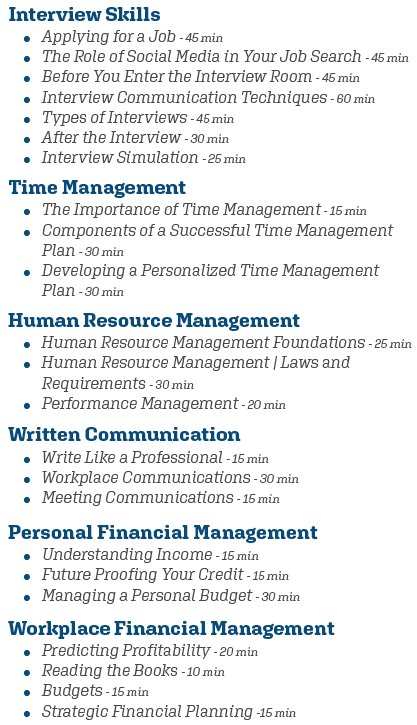 Interview Skills
• Applying for a Job - 45 min
• The Role of Social Media in Your Job Search - 45 min
• Before You Enter the Interview Room - 45 min
• Interview Communication Techniques - 60 min
• Types of Interviews - 45 min
• After the Interview - 30 min
• Interview Simulation - 25 min
Time Management
• The Importance of Time Management - 15 min
• Components of a Successful Time Management
Plan - 30 min
• Developing a Personalized Time Management
Plan - 30 min
Human Resource Management
• Human Resource Management Foundations - 25 min
• Human Resource Management | Laws and
Requirements - 30 min
• Performance Management - 20 min
Written Communication
• Write Like a Professional - 15 min
• Workplace Communications - 30 min
• Meeting Communications - 15 min
Personal Financial Management
• Understanding Income - 15 min
• Future Proofing Your Credit - 15 min
• Managing a Personal Budget - 30 min
Workplace Financial Management
• Predicting Profitability - 20 min
• Reading the Books - 10 min
• Budgets - 15 min
• Strategic Financial Planning -15 min